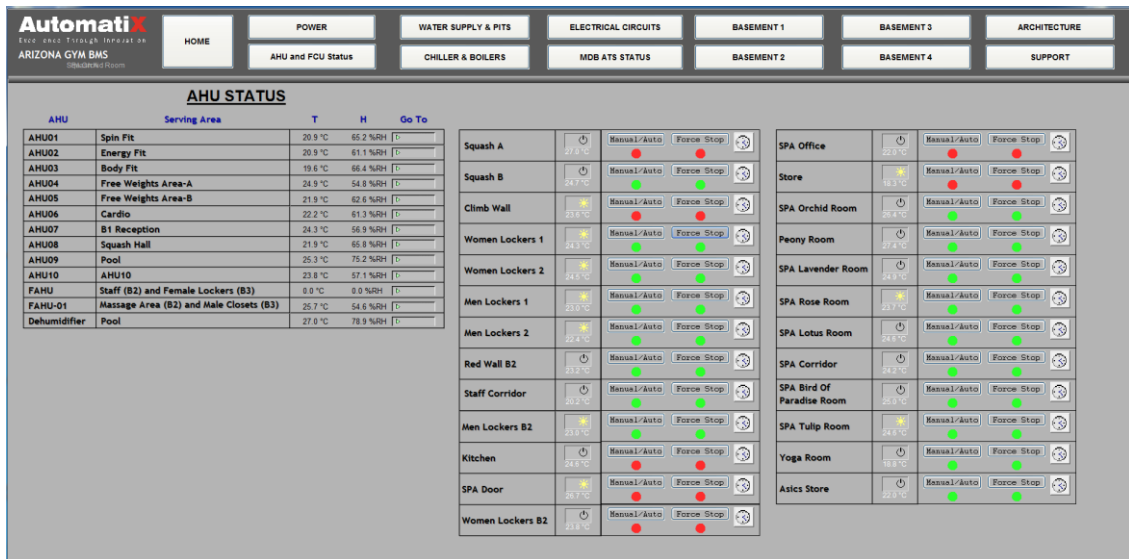 AutomatiX
HOME
POWER
WATER SUPPLY & PITS
ELECTRICAL CIRCUITS
BASEMENT 1
BASEMENT 3
ARCHITECTURE
ARIZONA GYM BMS
AHU and FCU Status
CHILLER & BOILERS
MDB ATS STATUS
BASEMENT 2
BASEMENT 4
SUPPORT
AHU STATUS
AHU Serving Area T H Go To
AHU01 Spin Fit 20.9 °C 65.2 %RH
AHU02 Energy Fit 20.9 °C 61.1 %RH
AHU03 Body Fit 19.6 °C 66.4 %RH
AHU04 Free Weights Area-A 24.9 °C 54.8 %RH
AHU05 Free Weights Area-B 21.9 °C 62.6 %RH
AHU06 Cardio 22.2 °C 61.3 %RH
AHU07 B1 Reception 24.3 °C 56.9 %RH
AHU08 Squash Hall 21.9 °C 65.8 %RH
AHU09 Pool 25.3 °C 75.2 %RH
AHU10 AHU10 23.8 °C 57.1 %RH
FAHU Staff (B2) and Female Lockers (B3) 0.0 °C 0.0 %RH
FAHU-01 Massage Area (B2) and Male Closets (B3) 25.7 °C 54.6 %RH
Dehumidifier Pool 27.0 °C 78.9 %RH
Squash A Manual/Auto Force Stop
Squash B 24.7 °C Manual/Auto Force Stop
Climb Wall Manual/Auto Force Stop
Women Lockers 1 Manual/Auto Force Stop
Women Lockers 2 Manual/Auto Force Stop
Men Lockers 1 Manual/Auto Force Stop
Men Lockers 2 Manual/Auto Force Stop
Red Wall B2 23.2 °C Manual/Auto Force Stop
Staff Corridor 20.2 °C Manual/Auto Force Stop
Men Lockers B2 Manual/Auto Force Stop
Kitchen Manual/Auto Force Stop
SPA Door Manual/Auto Force Stop
Women Lockers B2 Manual/Auto Force Stop
SPA Office Manual/Auto Force Stop
Store Manual/Auto Force Stop
SPA Orchid Room Manual/Auto Force Stop
Peony Room Manual/Auto Force Stop
SPA Lavender Room Manual/Auto Force Stop
SPA Rose Room Manual/Auto Force Stop
SPA Lotus Room Manual/Auto Force Stop
SPA Corridor 24.2 °C Manual/Auto Force Stop
SPA Bird Of
Paradise Room Manual/Auto Force Stop
SPA Tulip Room Manual/Auto Force Stop
Yoga Room Manual/Auto Force Stop
Asics Store Manual/Auto Force Stop